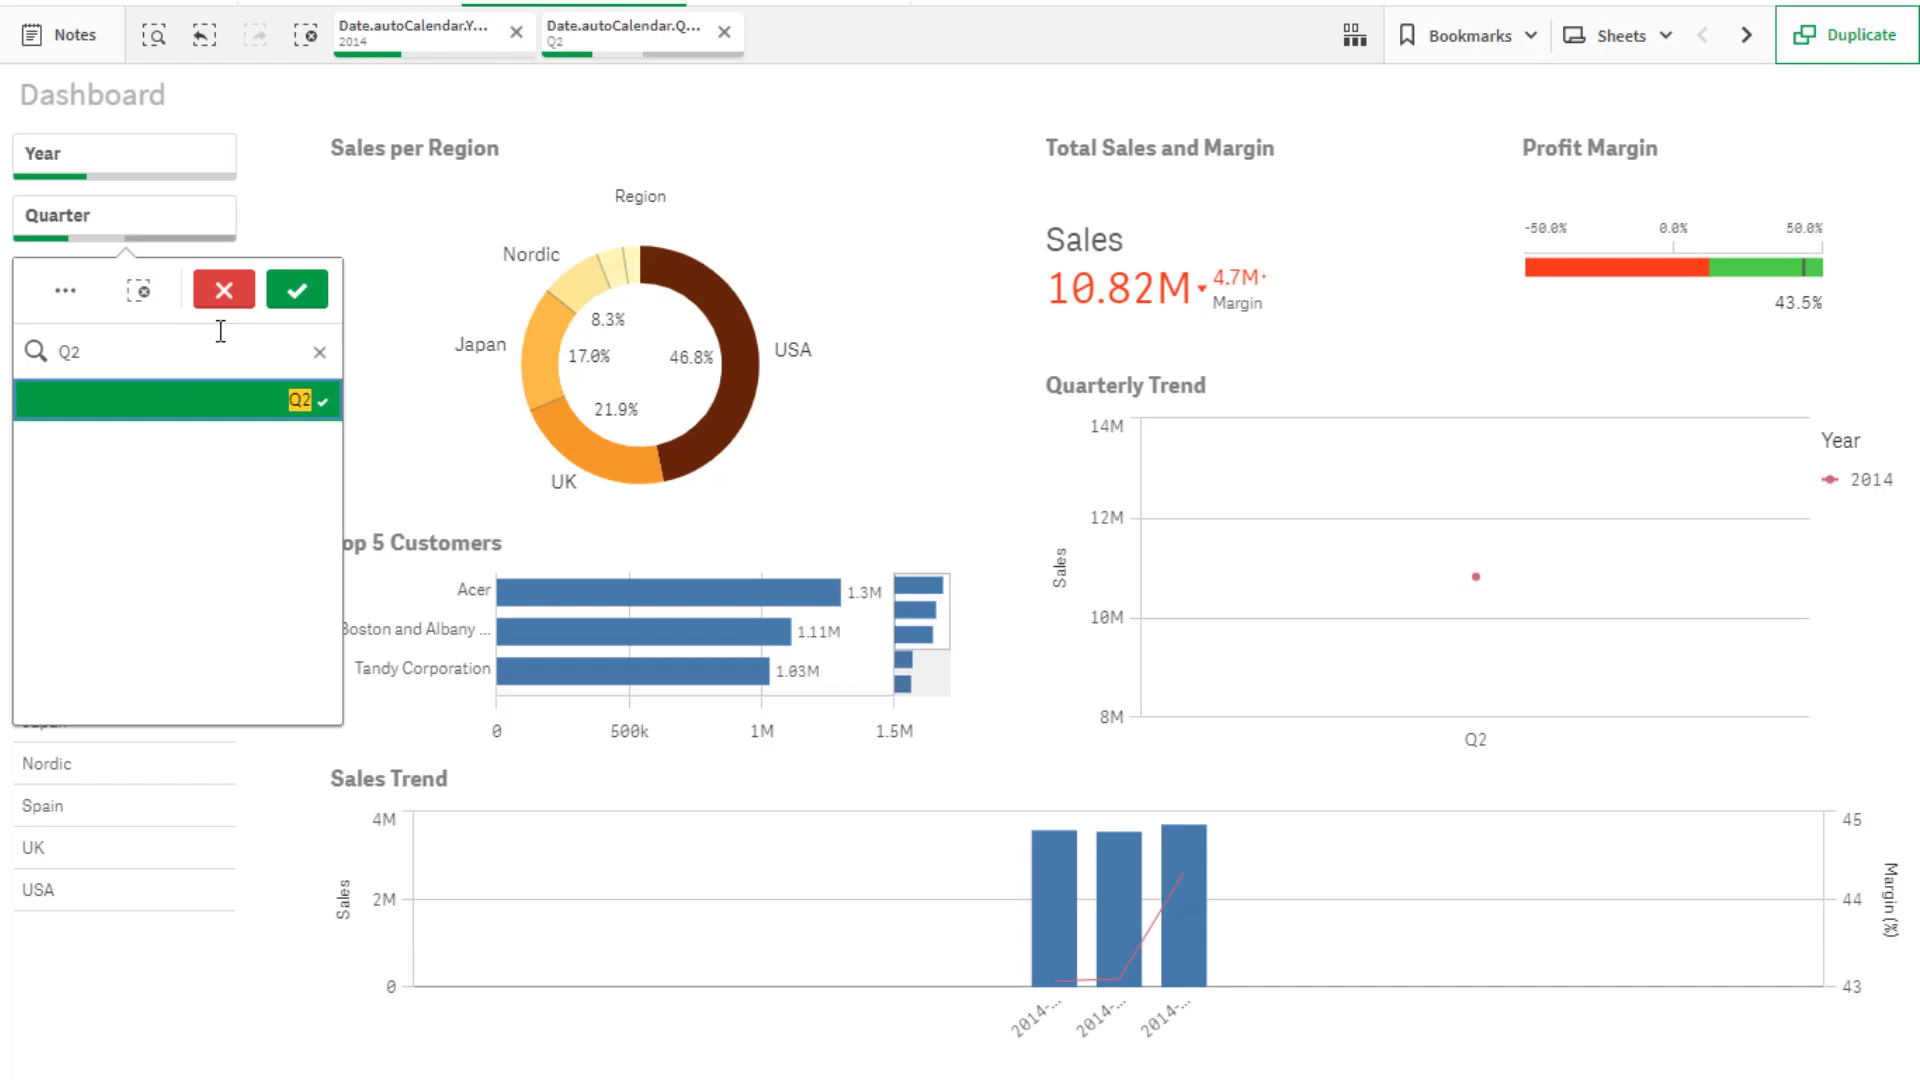 Notes
Date.autoCalendar.Y...
2014
Date.autoCalendar.Q...
Q2
Bookmarks
Sheets
Duplicate
Dashboard
Year
Quarter
Q2
Q2
Nordic
Spain
UK
USA
Sales per Region
Region
Nordic
Japan
UK
USA
8.3%
17.0%
46.8%
21.9%
Total Sales and Margin
Sales
10.82M
4.7M
Margin
Profit Margin
-50.0%
0.0%
50.0%
43.5%
Quarterly Trend
14M
12M
10M
8M
Sales
Q2
Year
2014
op 5 Customers
Acer
1.3M
Boston and Albany ...
1.11M
Tandy Corporation
1.03M
0
500k
1M
1.5M
Sales Trend
4M
2M
0
Sales
45
44
43
Margin (%)
2014-...
2014-...
2014-...